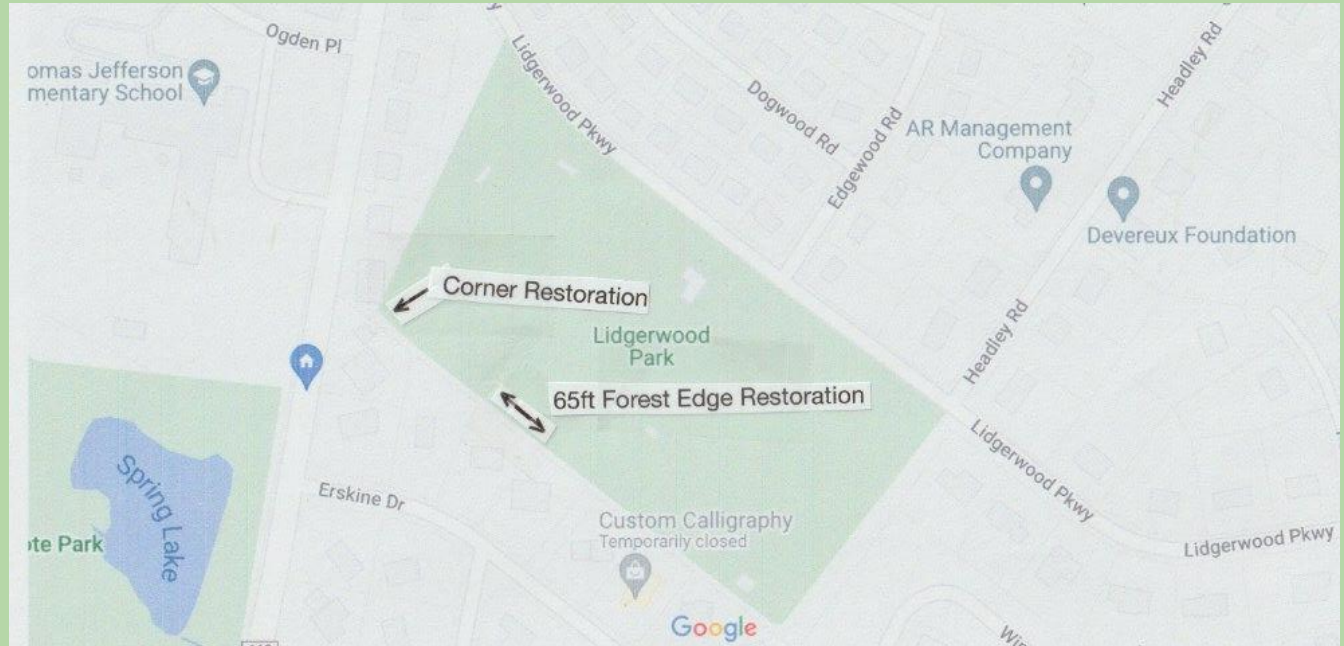 Ogden Pl
omas Jefferson
mentary School
Lidgerwood Pkwy
Dogwood Rd
Edgewood Rd
Headley Rd
AR Management
Company
Devereux Foundation
Corner Restoration
Lidgerwood
Park
Headley Rd
65ft Forest Edge Restoration
Lidgerwood Pkwy
Spring Lake
Erskine Dr
Custom Calligraphy
Temporarily closed
ote Park
Lidgerwood Pkwy
Google